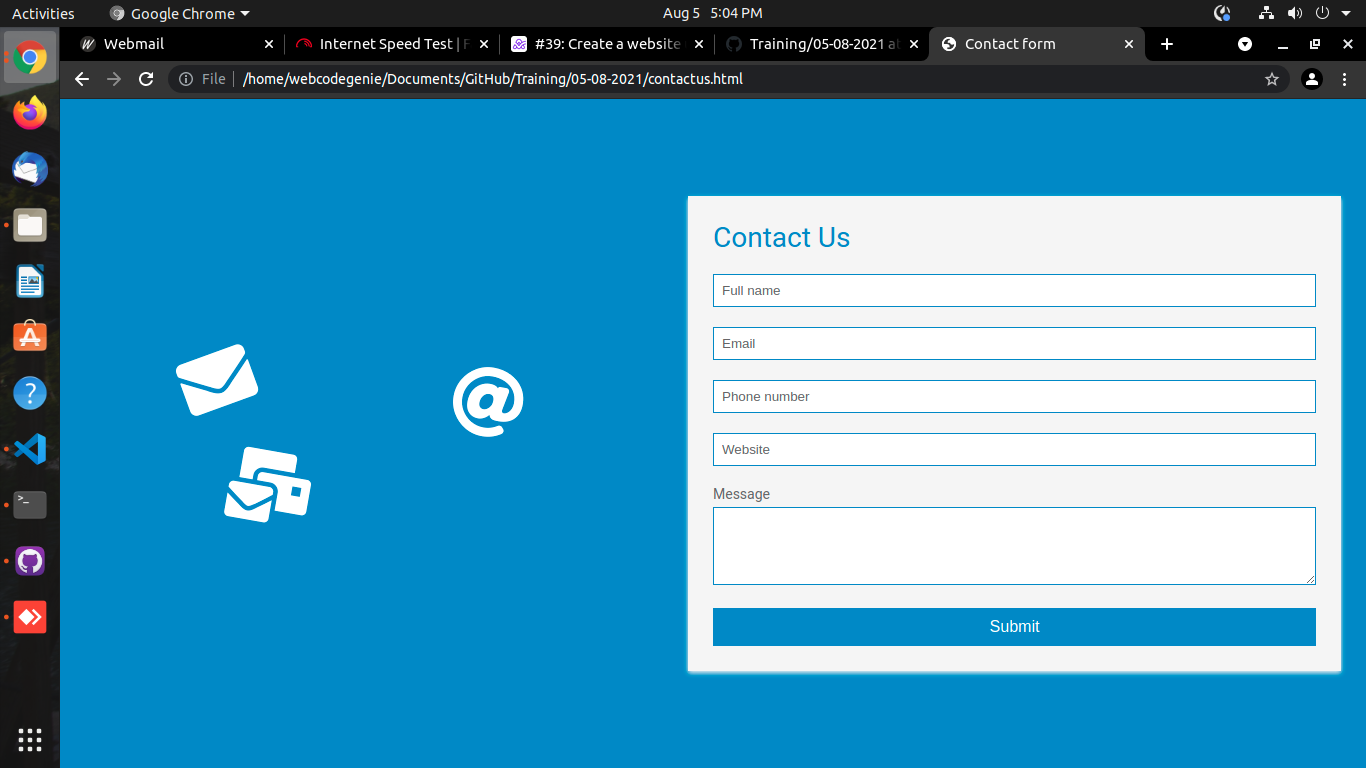 Activities Google Chrome Aug 5 5:04 PM
Webmail Internet Speed Test | F #39: Create a website Training/05-08-2021 at Contact form
File /home/webcodegenie/Documents/GitHub/Training/05-08-2021/contactus.html
Contact Us
Full name
Email
Phone number
Website
Message
Submit